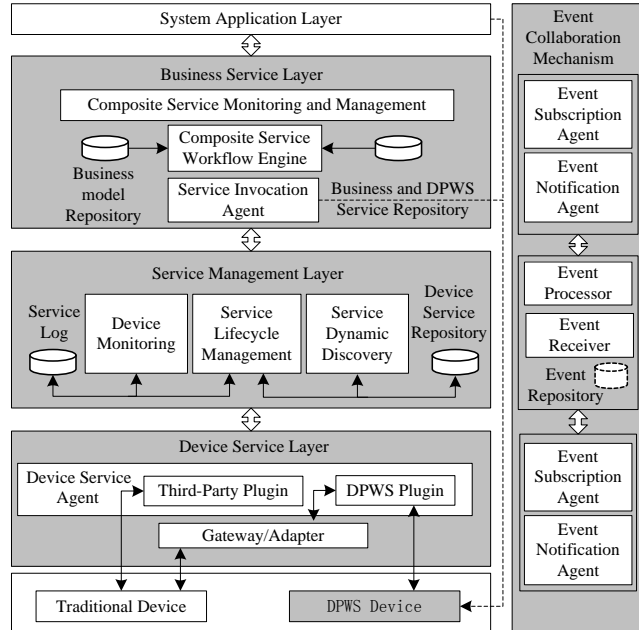 System Application Layer
Business Service Layer
Composite Service Monitoring and Management
Composite Service
Workflow Engine
Business
model
Repository
Service Invocation
Agent
Business and DPWS
Service Repository
Service Management Layer
Service
Log
Device
Monitoring
Service
Lifecycle
Management
Service
Dynamic
Discovery
Device
Service
Repository
Device Service Layer
Device Service
Agent
Third-Party Plugin
DPWS Plugin
Gateway/Adapter
Traditional Device
DPWS Device
Event
Collaboration
Mechanism
Event
Subscription
Agent
Event
Notification
Agent
Event
Processor
Event
Receiver
Event
Repository
Event
Subscription
Agent
Event
Notification
Agent